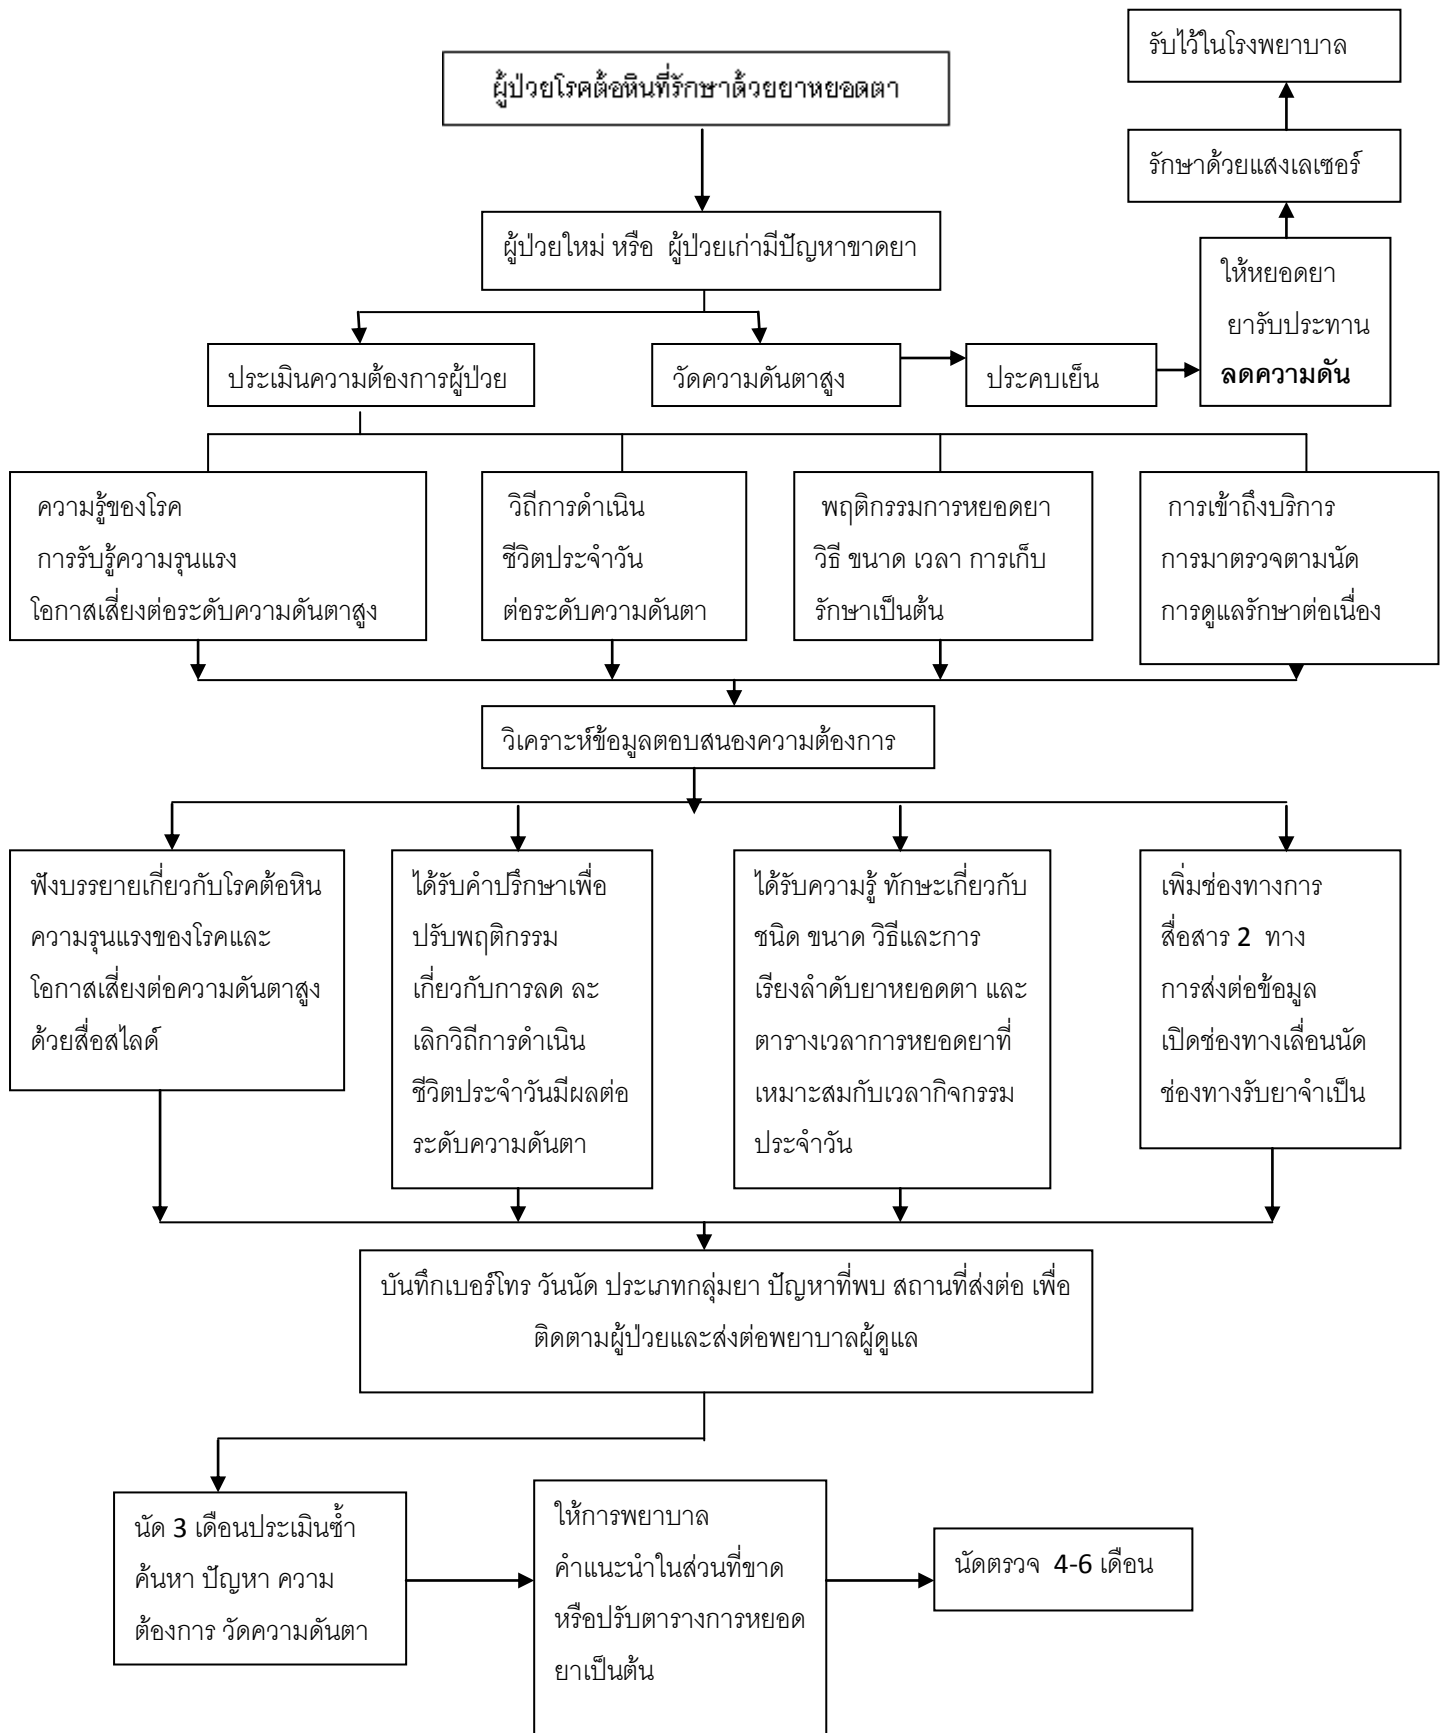 รับไว้ในโรงพยาบาล
ผู้ป่วยโรคต้อหินที่รักษาด้วยยาหยอดตา
รักษาด้วยแสงเลเซอร์
ผู้ป่วยใหม่ หรือ ผู้ป่วยเก่ามีปัญหาขาดยา
ให้หยอดยา
ยารับประทาน
ลดความดัน
ประเมินความต้องการผู้ป่วย
วัดความดันตาสูง
ประคบเย็น
ความรู้ของโรค
การรับรู้ความรุนแรง
โอกาสเสี่ยงต่อระดับความดันตาสูง
วิถีการดำเนิน
ชีวิตประจำวัน
ต่อระดับความดันตา
พฤติกรรมการหยอดยา
วิธี ขนาด เวลา การเก็บ
รักษาเป็นต้น
การเข้าถึงบริการ
การมาตรวจตามนัด
การดูแลรักษาต่อเนื่อง
วิเคราะห์ข้อมูลตอบสนองความต้องการ
ฟังบรรยายเกี่ยวกับโรคต้อหิน
ความรุนแรงของโรคและ
โอกาสเสี่ยงต่อความดันตาสูง
ด้วยสื่อสไลด์
ได้รับคำปรึกษาเพื่อ
ปรับพฤติกรรม
เกี่ยวกับการลด ละ
เลิกวิถีการดำเนิน
ชีวิตประจำวันมีผลต่อ
ระดับความดันตา
ได้รับความรู้ ทักษะเกี่ยวกับ
ชนิด ขนาด วิธีและการ
เรียงลำดับยาหยอดตา และ
ตารางเวลาการหยอดยาที่
เหมาะสมกับเวลากิจกรรม
ประจำวัน
เพิ่มช่องทางการ
สื่อสาร 2 ทาง
การส่งต่อข้อมูล
เปิดช่องทางเลื่อนนัด
ช่องทางรับยาจำเป็น
บันทึกเบอร์โทร วันนัด ประเภทกลุ่มยา ปัญหาที่พบ สถานที่ส่งต่อ เพื่อ
ติดตามผู้ป่วยและส่งต่อพยาบาลผู้ดูแล
นัด 3 เดือนประเมินซ้ำ
ค้นหา ปัญหา ความ
ต้องการ วัดความดันตา
ให้การพยาบาล
คำแนะนำในส่วนที่ขาด
หรือปรับตารางการหยอด
ยาเป็นต้น
นัดตรวจ 4-6 เดือน